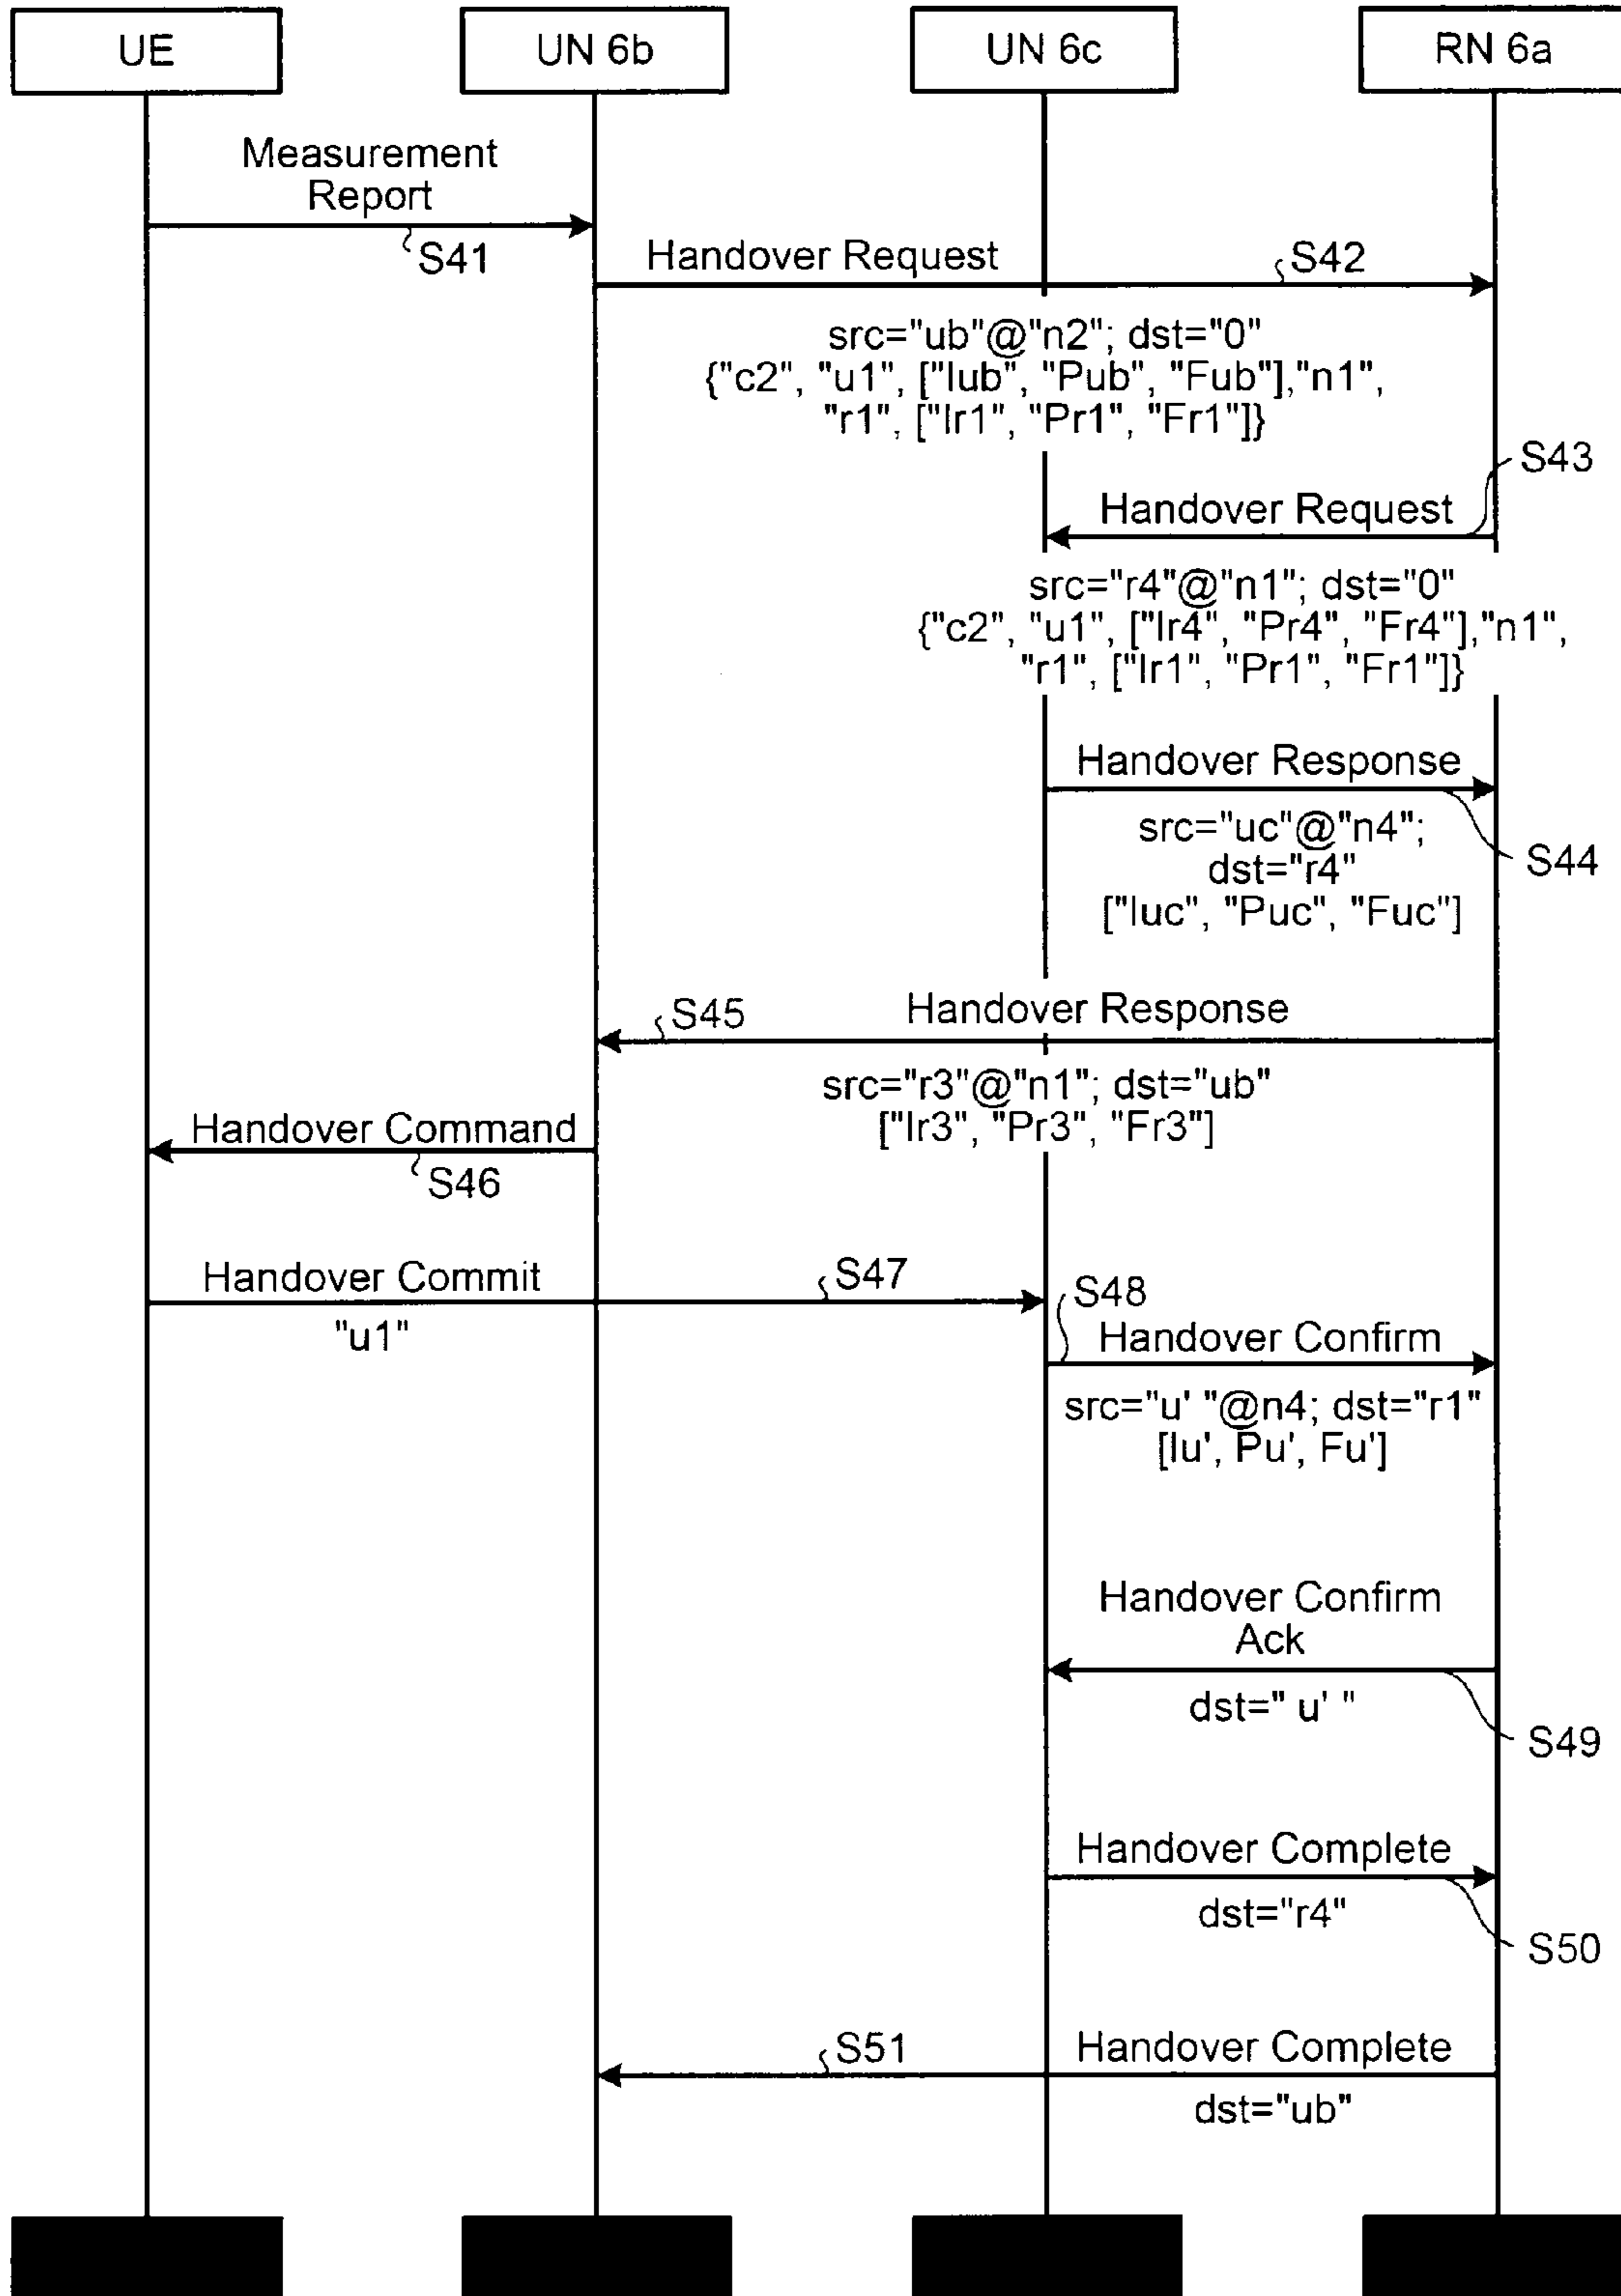 UE
UN 6b
UN 6c
RN 6a
Measurement
Report
S41
Handover Request
S42
src="ub"@"n2"; dst="0"
{"c2", "u1", ["Iub", "Pub", "Fub"],"n1",
"r1", ["Ir1", "Pr1", "Fr1"]}
S43
Handover Request
src="r4"@"n1"; dst="0"
{"c2", "u1", ["Ir4", "Pr4", "Fr4"],"n1",
"r1", ["Ir1", "Pr1", "Fr1"]}
Handover Response
src="uc"@"n4";
dst="r4"
["Iuc", "Puc", "Fuc"]
S44
S45
Handover Response
src="r3"@"n1"; dst="ub"
["Ir3", "Pr3", "Fr3"]
Handover Command
S46
Handover Commit
S47
"u1"
S48
Handover Confirm
src="u' "@n4; dst="r1"
[Iu', Pu', Fu']
Handover Confirm
Ack
dst=" u' "
S49
Handover Complete
dst="r4"
S50
S51
Handover Complete
dst="ub"